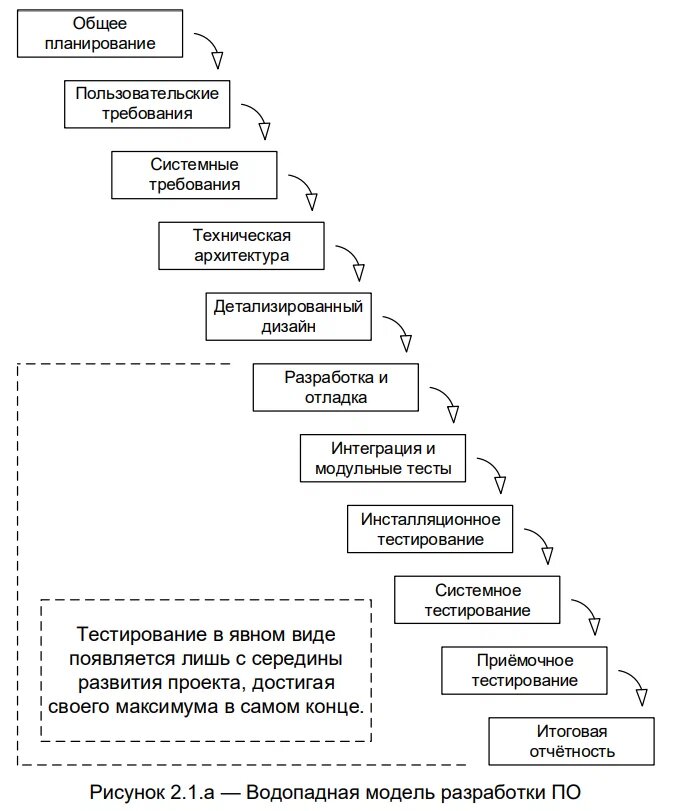 Общее
планирование
Пользовательские
требования
Системные
требования
Техническая
архитектура
Детализированный
дизайн
Разработка и
отладка
Интеграция и
модульные тесты
Инсталляционное
тестирование
Системное
тестирование
Тестирование в явном виде
появляется лишь с середины
развития проекта, достигая
своего максимума в самом конце.
Приёмочное
тестирование
Итоговая
отчётность
Рисунок 2.1.a — Водопадная модель разработки ПО